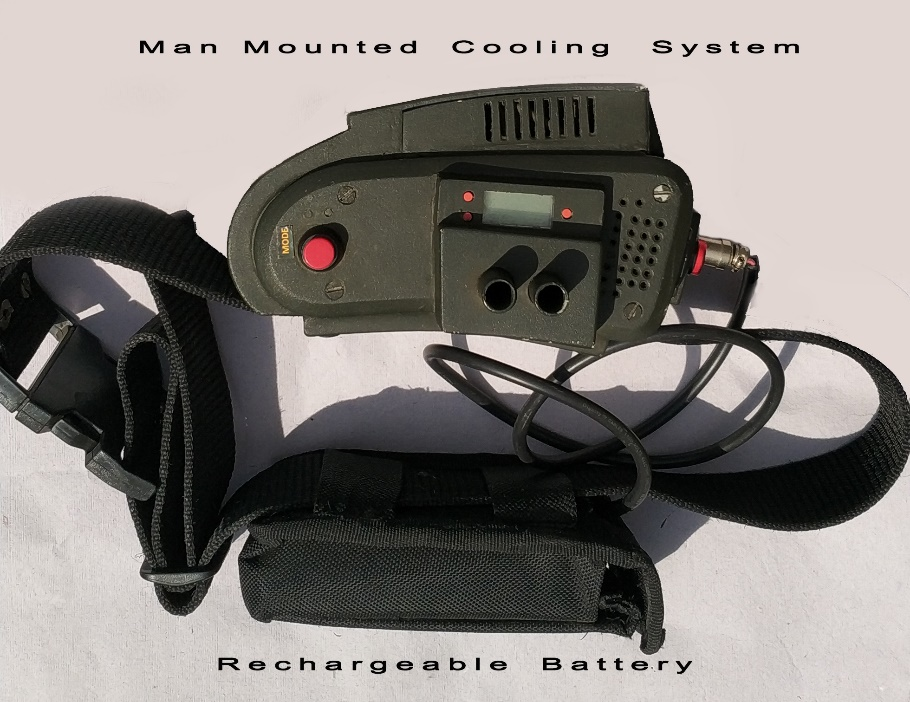 Man Mounted Cooling System
MODE
Rechargeable Battery